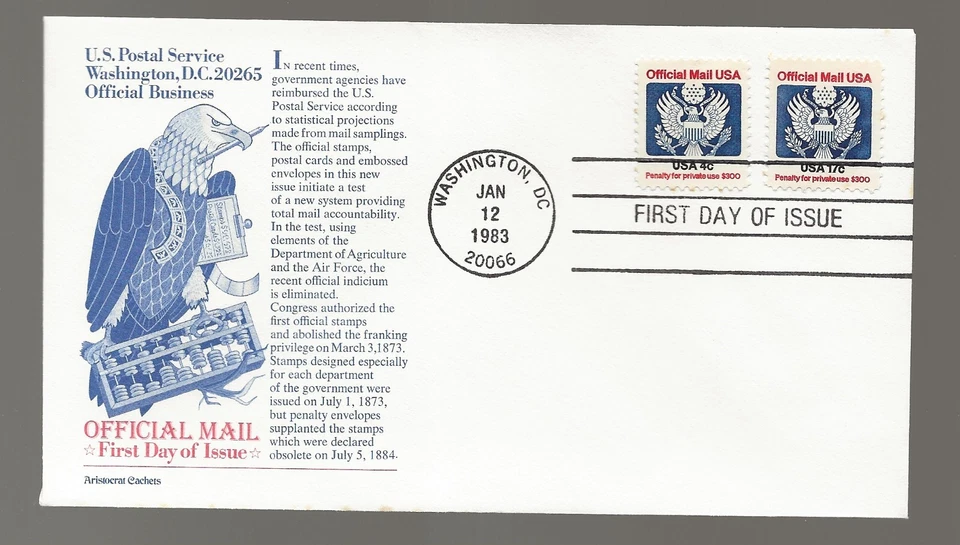 U.S. Postal Service
Washington, D.C. 20265
Official Business
IN recent times,
government agencies have
reimbursed the U.S.
Postal Service according
to statistical projections
made from mail samplings.
The official stamps,
postal cards and embossed
envelopes in this new
issue initiate a test
of a new system providing
total mail accountability.
In the test, using
elements of the
Department of Agriculture
and the Air Force, the
recent official indicium
is eliminated.
Congress authorized the
first official stamps
and abolished the franking
privilege on March 3,1873.
Stamps designed especially
for each department
of the government were
issued on July 1, 1873,
but penalty envelopes
supplanted the stamps
which were declared
obsolete on July 5, 1884.
OFFICIAL MAIL
☆First Day of Issue☆
Aristocrat Cachets
WASHINGTON, DC
JAN
12
1983
20066
Official Mail USA
USA 4c
Penalty for private use $300
Official Mail USA
USA 17c
Penalty for private use $300
FIRST DAY OF ISSUE